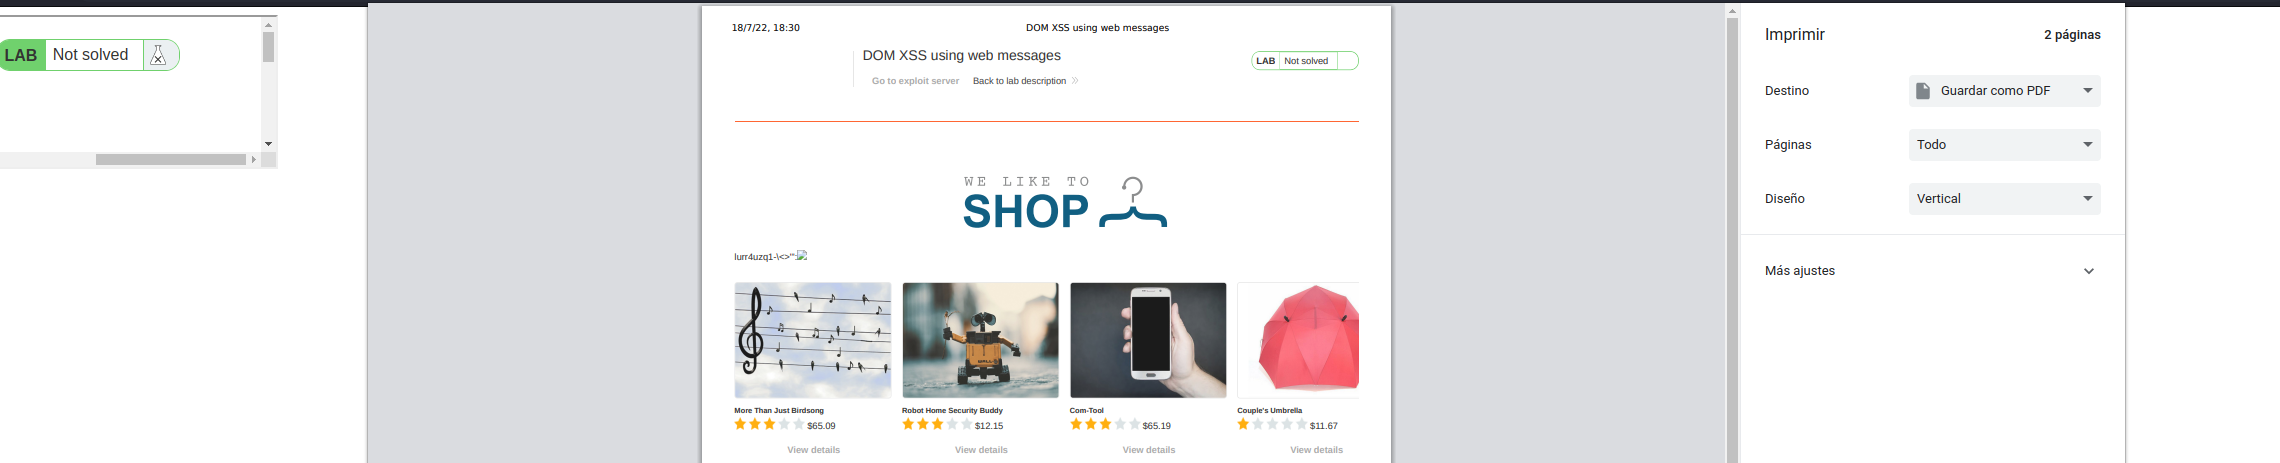 LAB Not solved
18/7/22, 18:30 DOM XSS using web messages
DOM XSS using web messages
LAB Not solved
Go to exploit server Back to lab description
WE LIKE TO
SHOP
lurr4uzq1-\<>'":
More Than Just Birdsong Robot Home Security Buddy Com-Tool Couple's Umbrella
$65.09 $12.15 $65.19 $11.67
View details View details View details View details
Imprimir 2 páginas
Destino Guardar como PDF
Páginas Todo
Diseño Vertical
Más ajustes